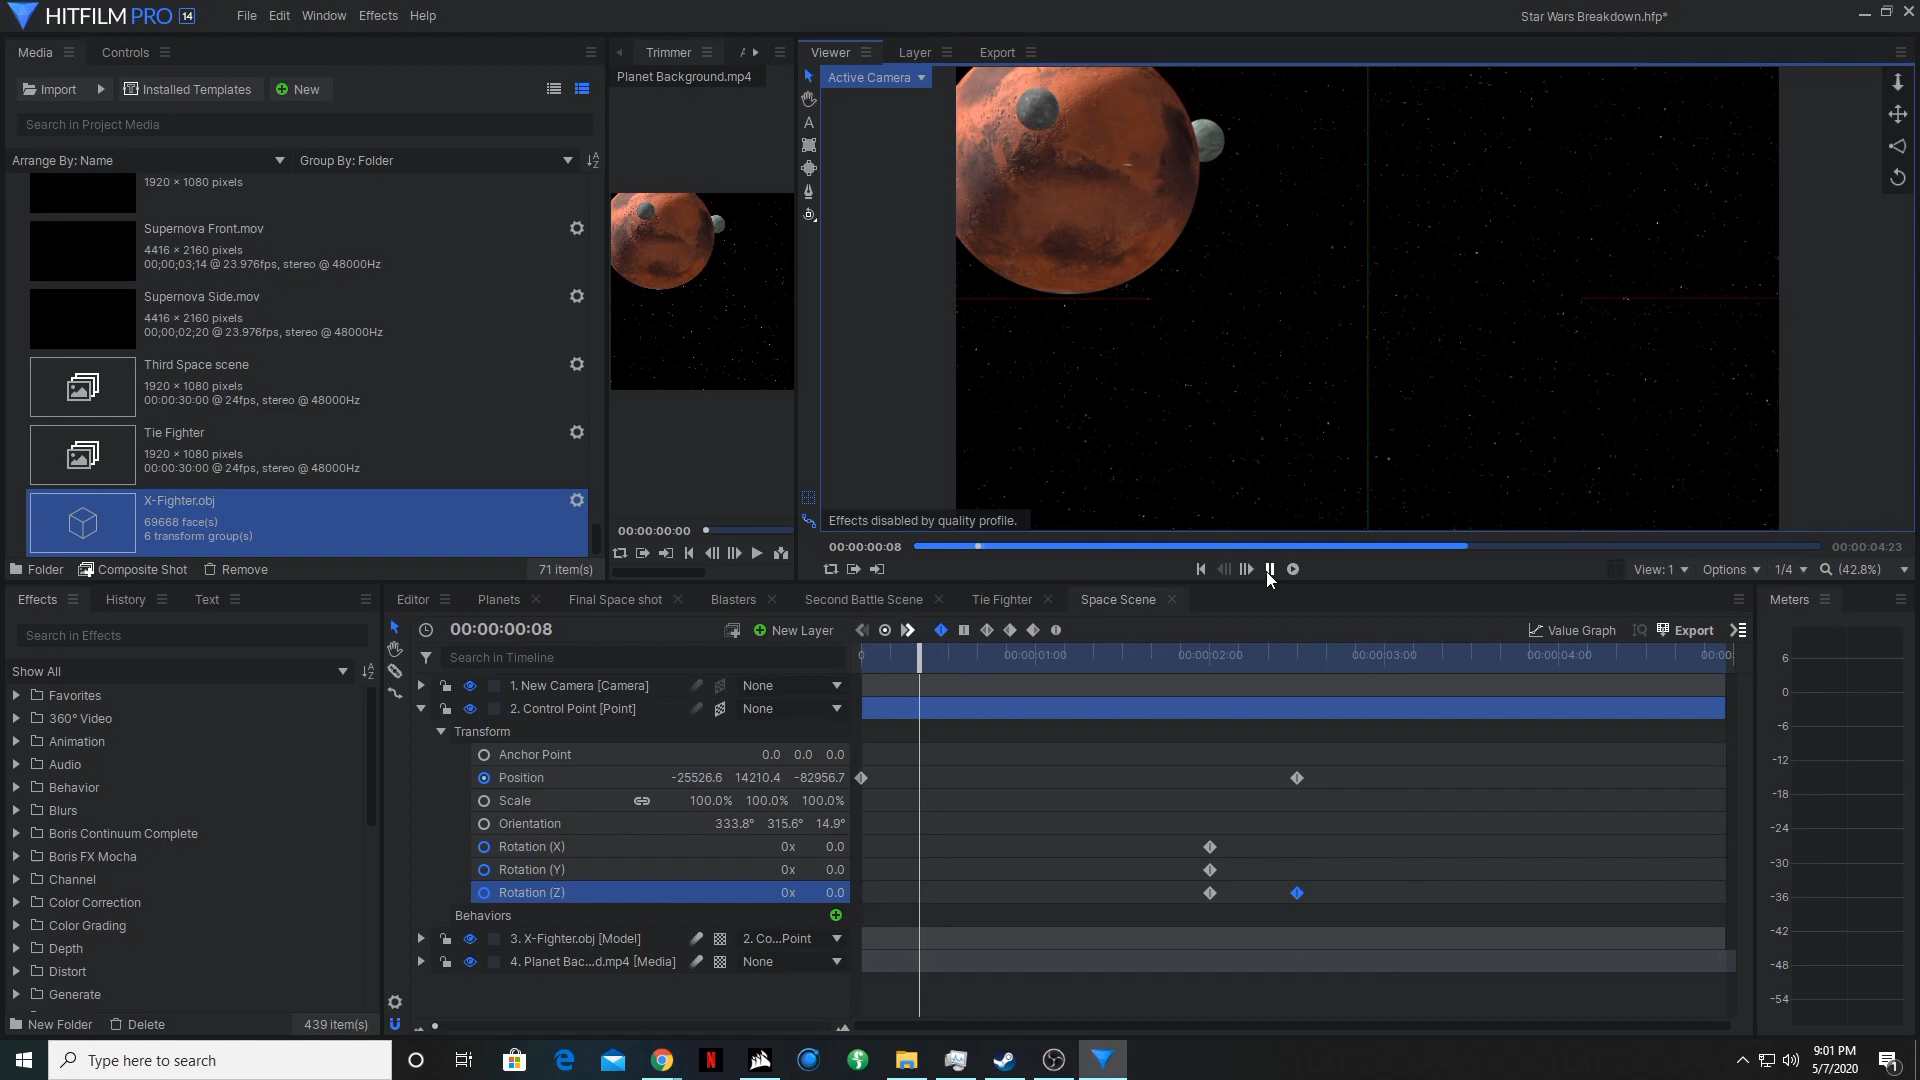 HITFILM PRO 14
File Edit Window Effects Help
Star Wars Breakdown.hfp*
Media Controls
Trimmer
Viewer Layer Export
Planet Background.mp4
Active Camera
Import Installed Templates New
Search in Project Media
Arrange By: Name Group By: Folder
1920 × 1080 pixels
Supernova Front.mov
4416 × 2160 pixels
00;00;03;14 @ 23.976fps, stereo @ 48000Hz
Supernova Side.mov
4416 × 2160 pixels
00;00;02;20 @ 23.976fps, stereo @ 48000Hz
Third Space scene
1920 × 1080 pixels
00:00:30:00 @ 24fps, stereo @ 48000Hz
Tie Fighter
1920 × 1080 pixels
00:00:30:00 @ 24fps, stereo @ 48000Hz
X-Fighter.obj
69668 face(s)
6 transform group(s)
Folder Composite Shot Remove 71 item(s)
00:00:00:00
Effects disabled by quality profile.
00:00:00:08 00:00:04:23
View: 1 Options 1/4 (42.8%)
Effects History Text
Search in Effects
Show All
Favorites
360° Video
Animation
Audio
Behavior
Blurs
Boris Continuum Complete
Boris FX Mocha
Channel
Color Correction
Color Grading
Depth
Distort
Generate
New Folder Delete 439 item(s)
Editor Planets Final Space shot Blasters Second Battle Scene Tie Fighter Space Scene
00:00:00:08 New Layer Value Graph Export
Search in Timeline
0 00:00:01:00 00:00:02:00 00:00:03:00 00:00:04:00 00:00:
1. New Camera [Camera] None
2. Control Point [Point] None
Transform
Anchor Point 0.0 0.0 0.0
Position -25526.6 14210.4 -82956.7
Scale 100.0% 100.0% 100.0%
Orientation 333.8° 315.6° 14.9°
Rotation (X) 0x 0.0
Rotation (Y) 0x 0.0
Rotation (Z) 0x 0.0
Behaviors
3. X-Fighter.obj [Model] 2. Co...Point
4. Planet Bac...d.mp4 [Media] None
Meters
6
0
-6
-12
-18
-24
-30
-36
-42
-48
-54
Type here to search
9:01 PM
5/7/2020
1